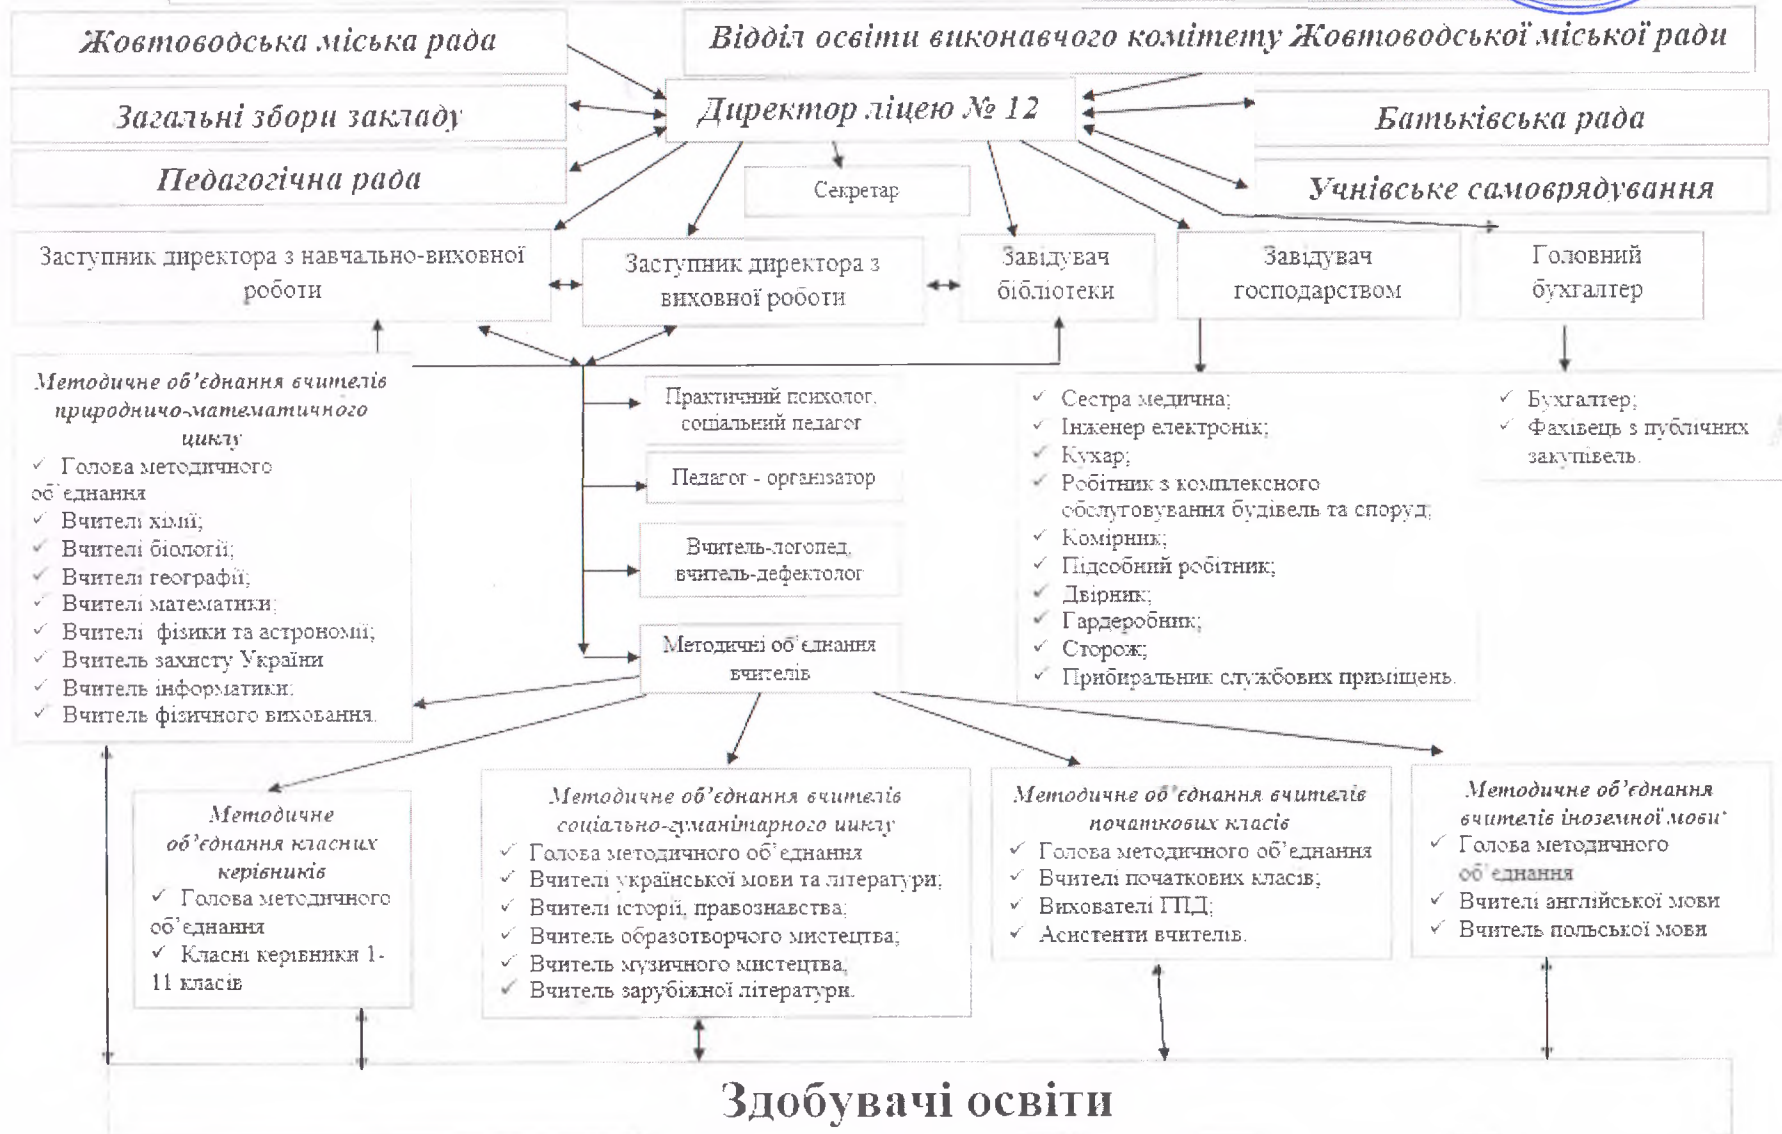 Жовтоводська міська рада
Відділ освіти виконавчого комітету Жовтоводської міської ради
Директор ліцею № 12
Загальні збори закладу
Батьківська рада
Педагогічна рада
Учнівське самоврядування
Секретар
Заступник директора з навчально-виховної
роботи
Заступник директора з
виховної роботи
Завідувач
бібліотеки
Завідувач
господарством
Головний
бухгалтер
Методичне об’єднання вчителів
природничо-математичного
циклу
✓ Голова методичного
об’єднання
✓ Вчителі хімії;
✓ Вчителі біології;
✓ Вчителі географії;
✓ Вчителі математики;
✓ Вчителі фізики та астрономії;
✓ Вчитель захисту України
✓ Вчитель інформатики;
✓ Вчитель фізичного виховання.
Практичний психолог,
соціальний педагог
Педагог - організатор
Вчитель-логопед,
вчитель-дефектолог
Методичні об’єднання
вчителів
✓ Сестра медична;
✓ Інженер електронік;
✓ Кухар;
✓ Робітник з комплексного
обслуговування будівель та споруд;
✓ Комірник;
✓ Підсобний робітник;
✓ Двірник;
✓ Гардеробник;
✓ Сторож;
✓ Прибиральник службових приміщень.
✓ Бухгалтер;
✓ Фахівець з публічних
закупівель.
Методичне
об’єднання класних
керівників
✓ Голова методичного
об’єднання
✓ Класні керівники 1-
11 класів
Методичне об’єднання вчителів
соціально-гуманітарного циклу
✓ Голова методичного об’єднання
✓ Вчителі української мови та літератури;
✓ Вчителі історії, правознавства;
✓ Вчитель образотворчого мистецтва;
✓ Вчитель музичного мистецтва;
✓ Вчитель зарубіжної літератури.
Методичне об’єднання вчителів
початкових класів
✓ Голова методичного об’єднання
✓ Вчителі початкових класів;
✓ Вихователі ГПД;
✓ Асистенти вчителів.
Методичне об’єднання
вчителів іноземної мови
✓ Голова методичного
об’єднання
✓ Вчителі англійської мови
✓ Вчитель польської мови
Здобувачі освіти